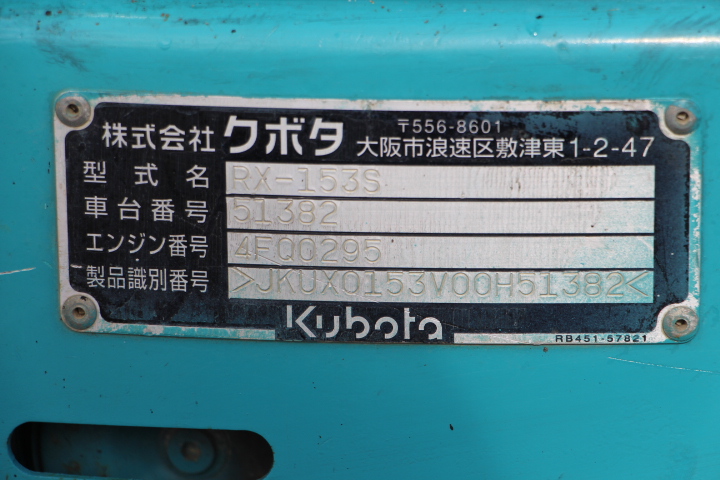 株式会社クボタ 〒556-8601
大阪市浪速区敷津東1-2-47
型式名 RX-153S
車台番号 51382
エンジン番号 4FQ0295
製品識別番号 >JKUX0153V00H51382<
Kubota
RB451-57821